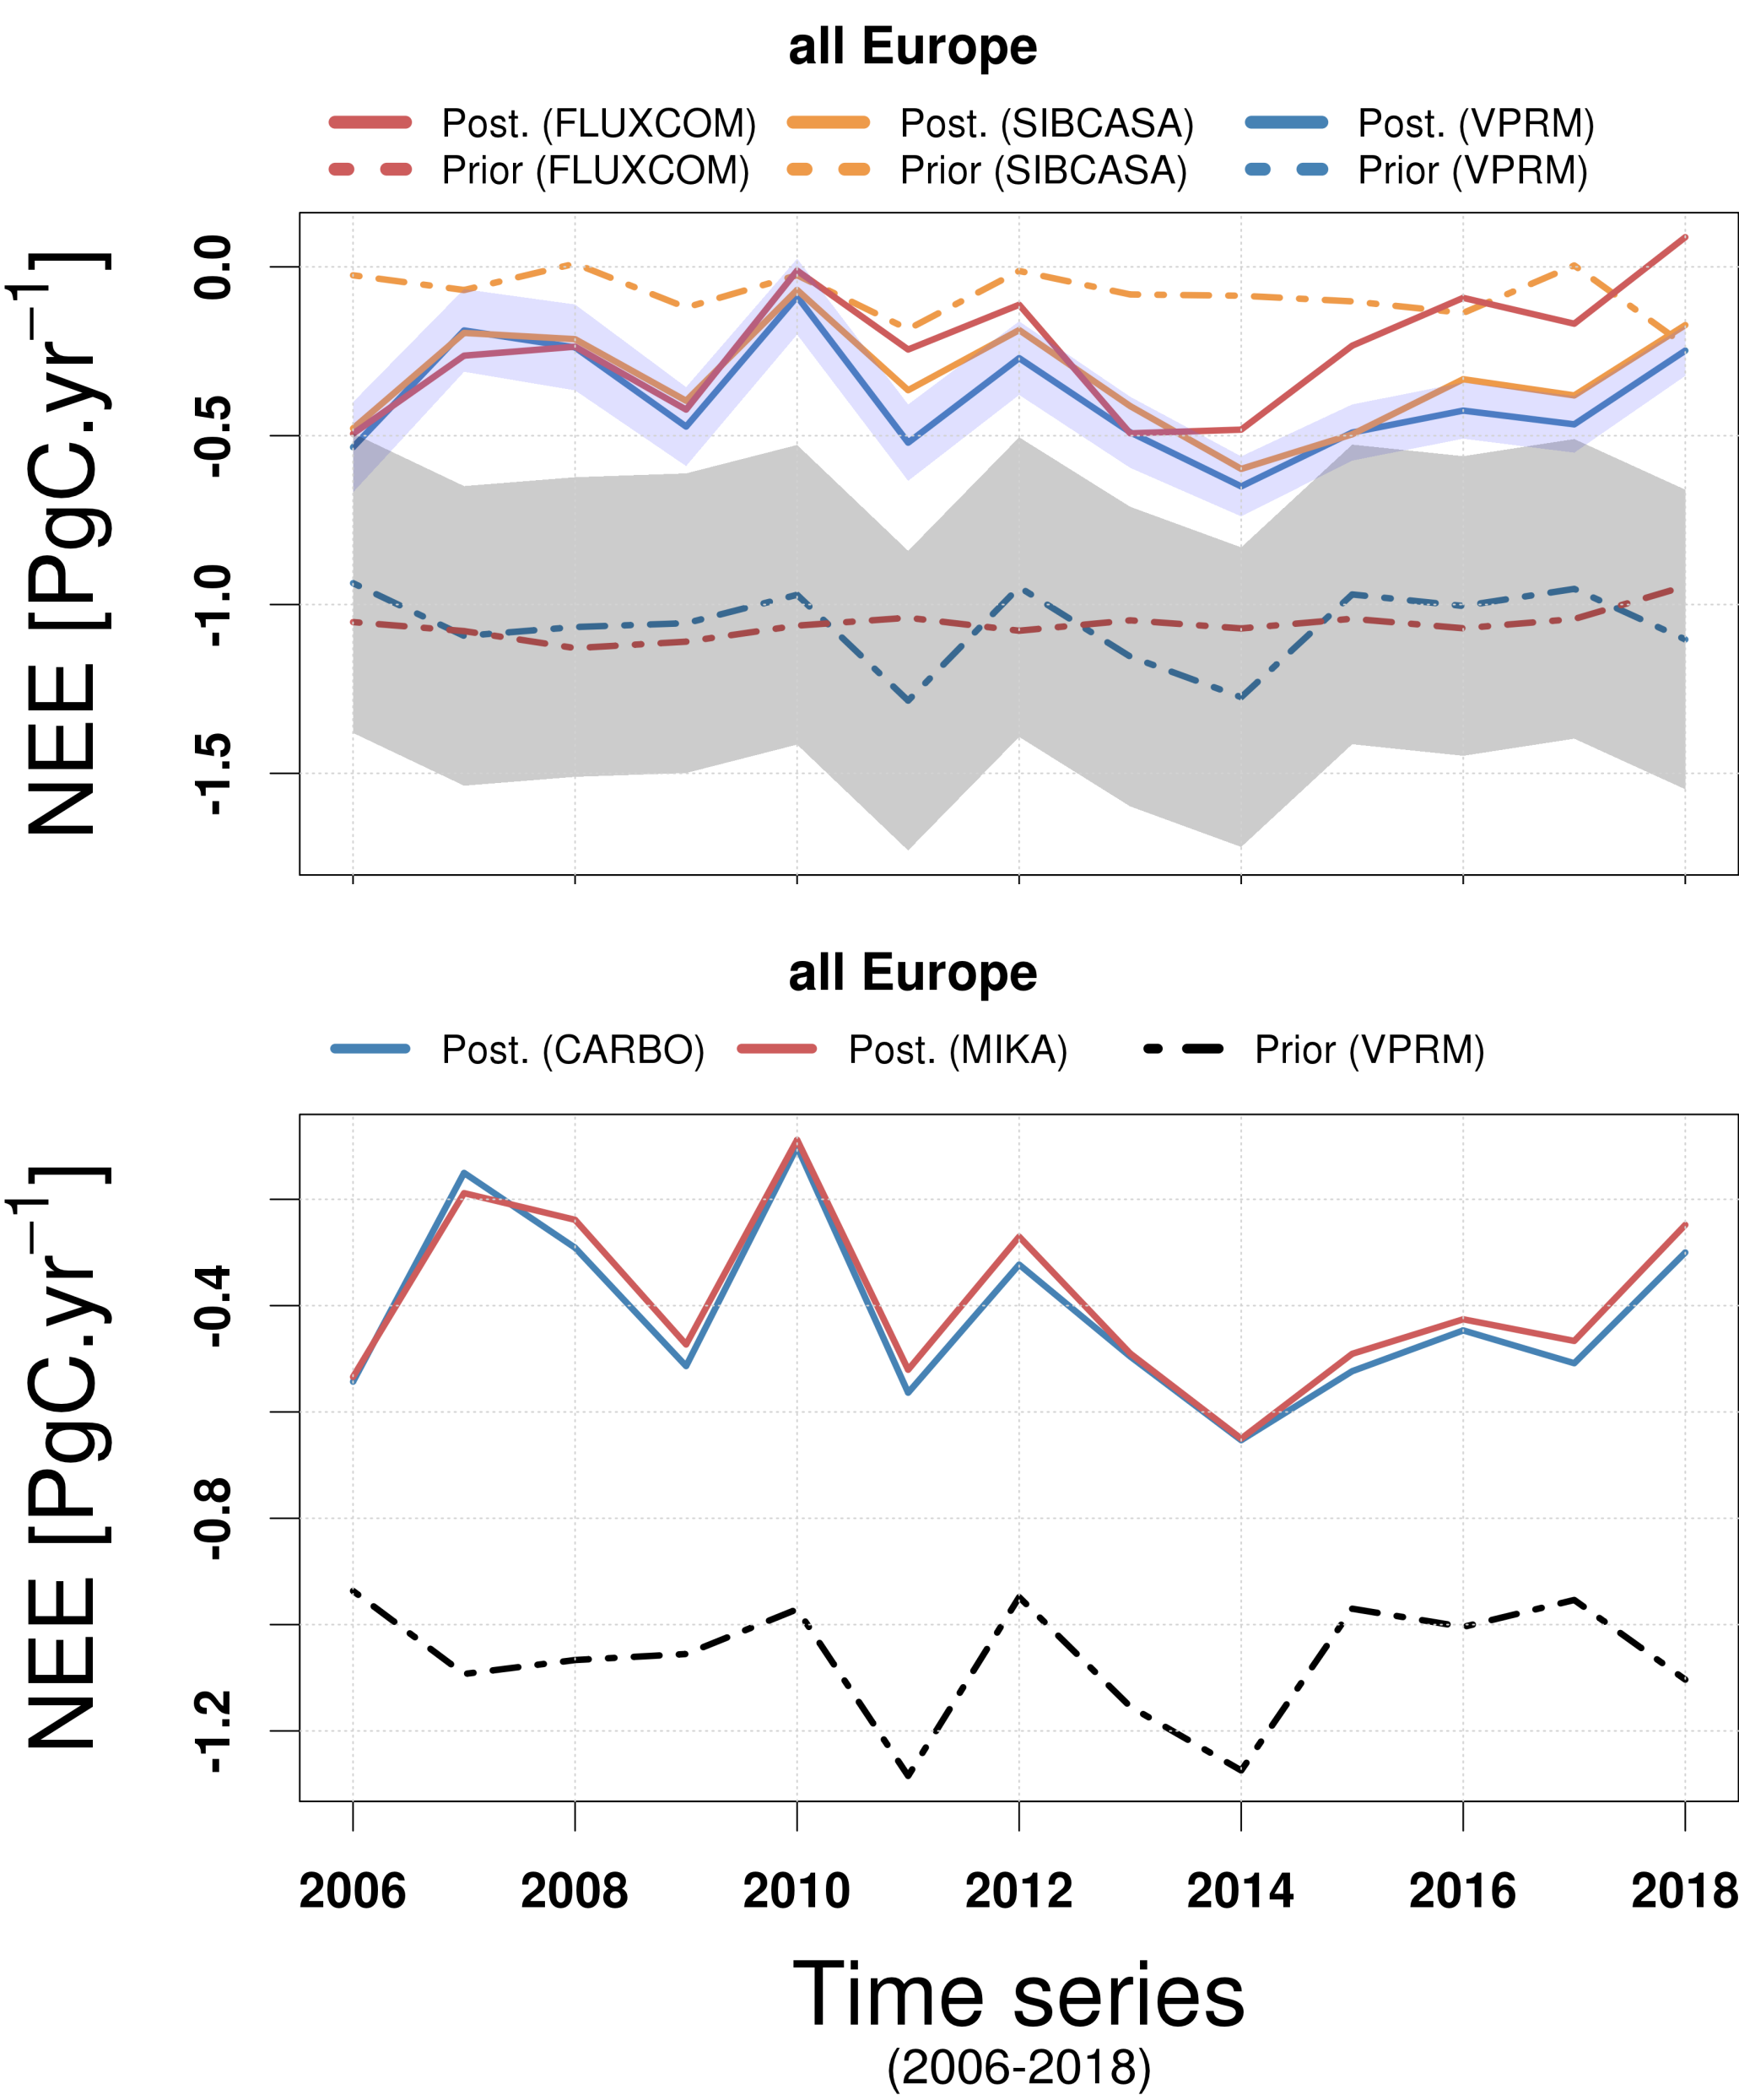 all Europe
Post. (FLUXCOM) Post. (SIBCASA) Post. (VPRM)
Prior (FLUXCOM) Prior (SIBCASA) Prior (VPRM)
NEE [PgC.yr⁻¹]
0.0
-0.5
-1.0
-1.5
all Europe
Post. (CARBO) Post. (MIKA) Prior (VPRM)
NEE [PgC.yr⁻¹]
-0.4
-0.8
-1.2
2006 2008 2010 2012 2014 2016 2018
Time series
(2006-2018)